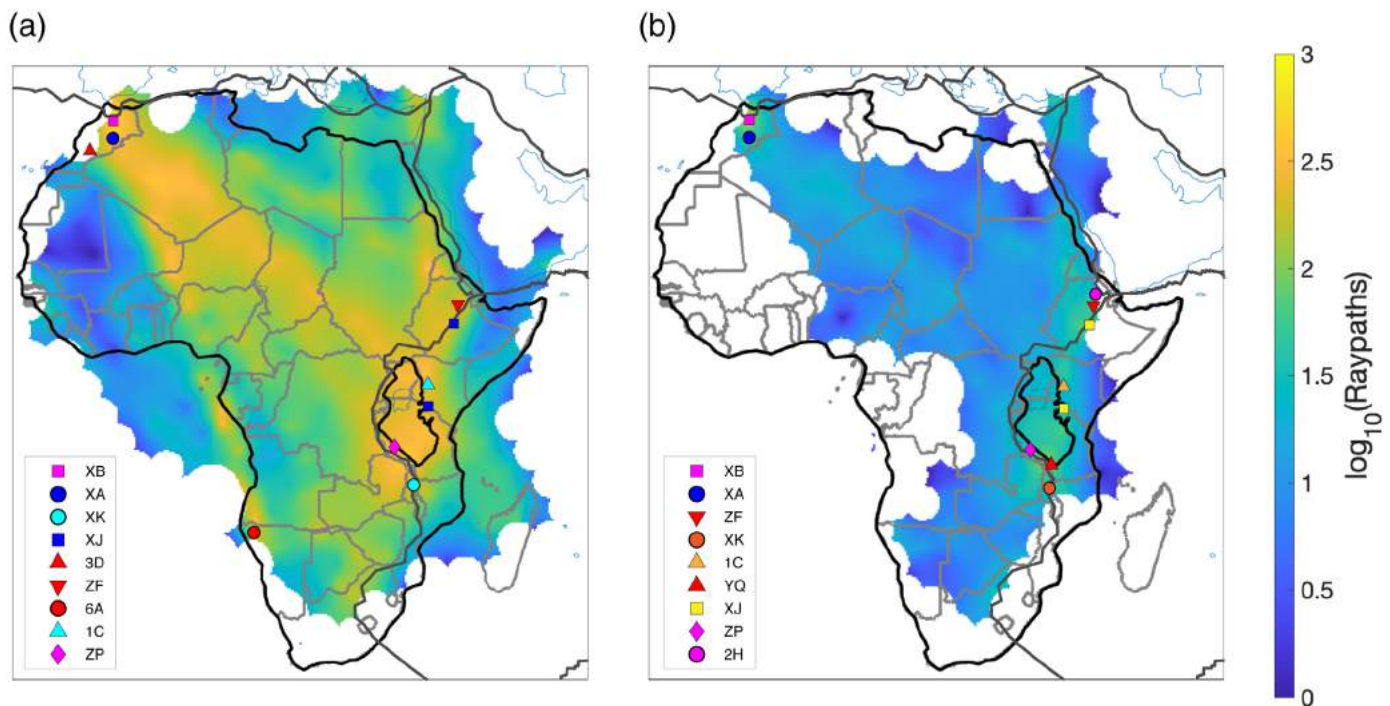 (a)
XB
XA
XK
XJ
3D
ZF
6A
1C
ZP
(b)
XB
XA
ZF
XK
1C
YQ
XJ
ZP
2H
3
2.5
2
1.5
1
0.5
0
log10(Raypaths)